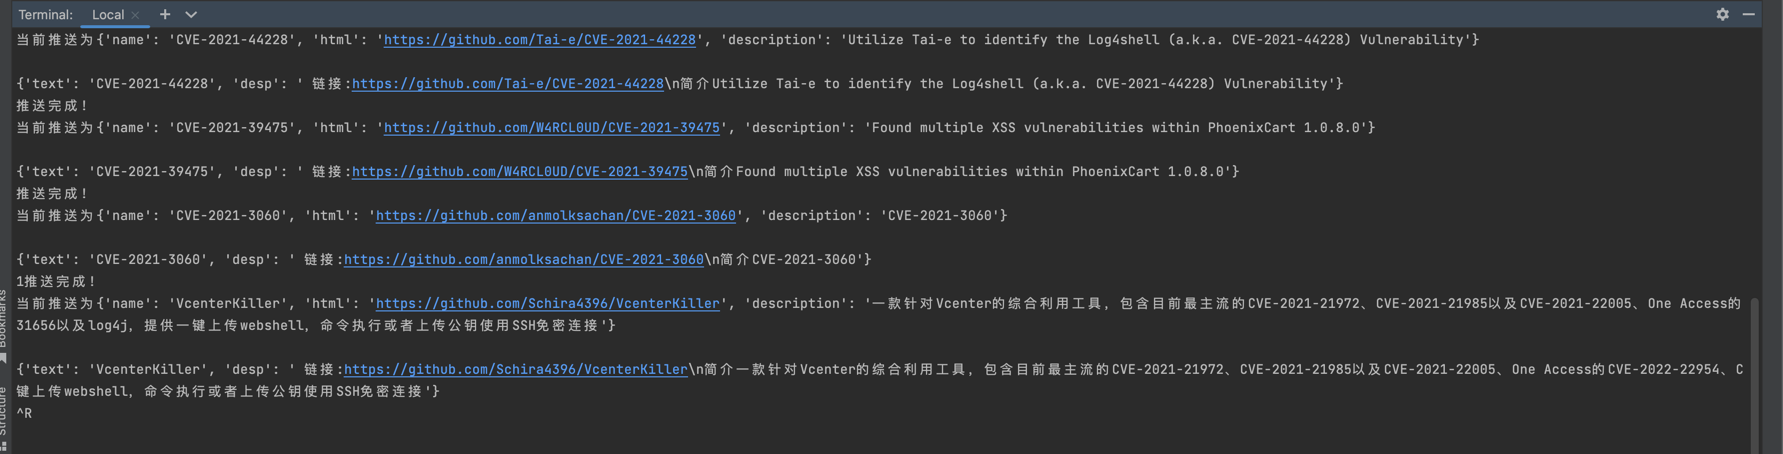 Terminal: Local × +
当前推送为{'name': 'CVE-2021-44228', 'html': 'https://github.com/Tai-e/CVE-2021-44228', 'description': 'Utilize Tai-e to identify the Log4shell (a.k.a. CVE-2021-44228) Vulnerability'}
{'text': 'CVE-2021-44228', 'desp': ' 链接:https://github.com/Tai-e/CVE-2021-44228\n简介Utilize Tai-e to identify the Log4shell (a.k.a. CVE-2021-44228) Vulnerability'}
推送完成!
当前推送为{'name': 'CVE-2021-39475', 'html': 'https://github.com/W4RCL0UD/CVE-2021-39475', 'description': 'Found multiple XSS vulnerabilities within PhoenixCart 1.0.8.0'}
{'text': 'CVE-2021-39475', 'desp': ' 链接:https://github.com/W4RCL0UD/CVE-2021-39475\n简介Found multiple XSS vulnerabilities within PhoenixCart 1.0.8.0'}
推送完成!
当前推送为{'name': 'CVE-2021-3060', 'html': 'https://github.com/anmolksachan/CVE-2021-3060', 'description': 'CVE-2021-3060'}
{'text': 'CVE-2021-3060', 'desp': ' 链接:https://github.com/anmolksachan/CVE-2021-3060\n简介CVE-2021-3060'}
1推送完成!
当前推送为{'name': 'VcenterKiller', 'html': 'https://github.com/Schira4396/VcenterKiller', 'description': '一款针对Vcenter的综合利用工具，包含目前最主流的CVE-2021-21972、CVE-2021-21985以及CVE-2021-22005、One Access的
31656以及log4j，提供一键上传webshell，命令执行或者上传公钥使用SSH免密连接'}
{'text': 'VcenterKiller', 'desp': ' 链接:https://github.com/Schira4396/VcenterKiller\n简介一款针对Vcenter的综合利用工具，包含目前最主流的CVE-2021-21972、CVE-2021-21985以及CVE-2021-22005、One Access的CVE-2022-22954、C
键上传webshell，命令执行或者上传公钥使用SSH免密连接'}
^R
Bookmarks
Structure